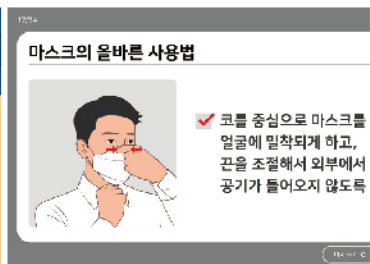 17/34
마스크의 올바른 사용법
코를 중심으로 마스크를
얼굴에 밀착되게 하고,
끈을 조절해서 외부에서
공기가 들어오지 않도록